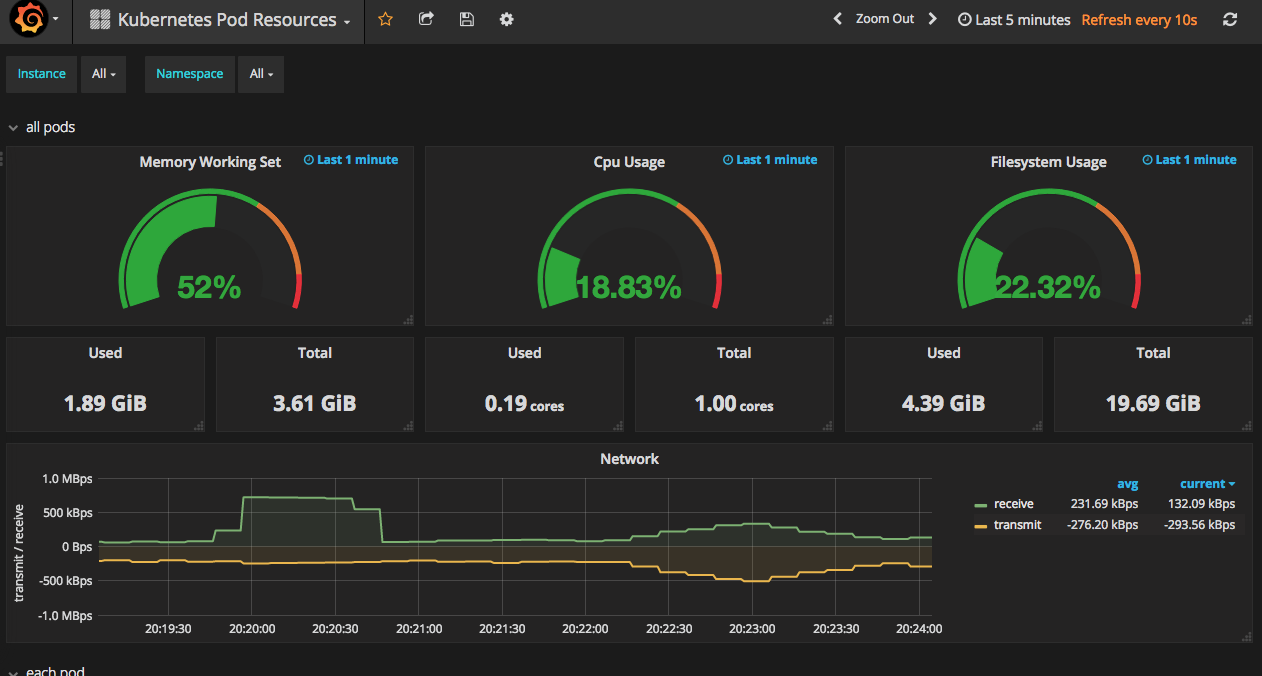 Kubernetes Pod Resources
Zoom Out
Last 5 minutes Refresh every 10s
Instance All Namespace All
all pods
Memory Working Set Last 1 minute
52%
Cpu Usage Last 1 minute
18.83%
Filesystem Usage Last 1 minute
22.32%
Used
1.89 GiB
Total
3.61 GiB
Used
0.19 cores
Total
1.00 cores
Used
4.39 GiB
Total
19.69 GiB
Network
transmit / receive
1.0 MBps
500 kBps
0 Bps
-500 kBps
-1.0 MBps
20:19:30 20:20:00 20:20:30 20:21:00 20:21:30 20:22:00 20:22:30 20:23:00 20:23:30 20:24:00
avg current
receive 231.69 kBps 132.09 kBps
transmit -276.20 kBps -293.56 kBps
each pod